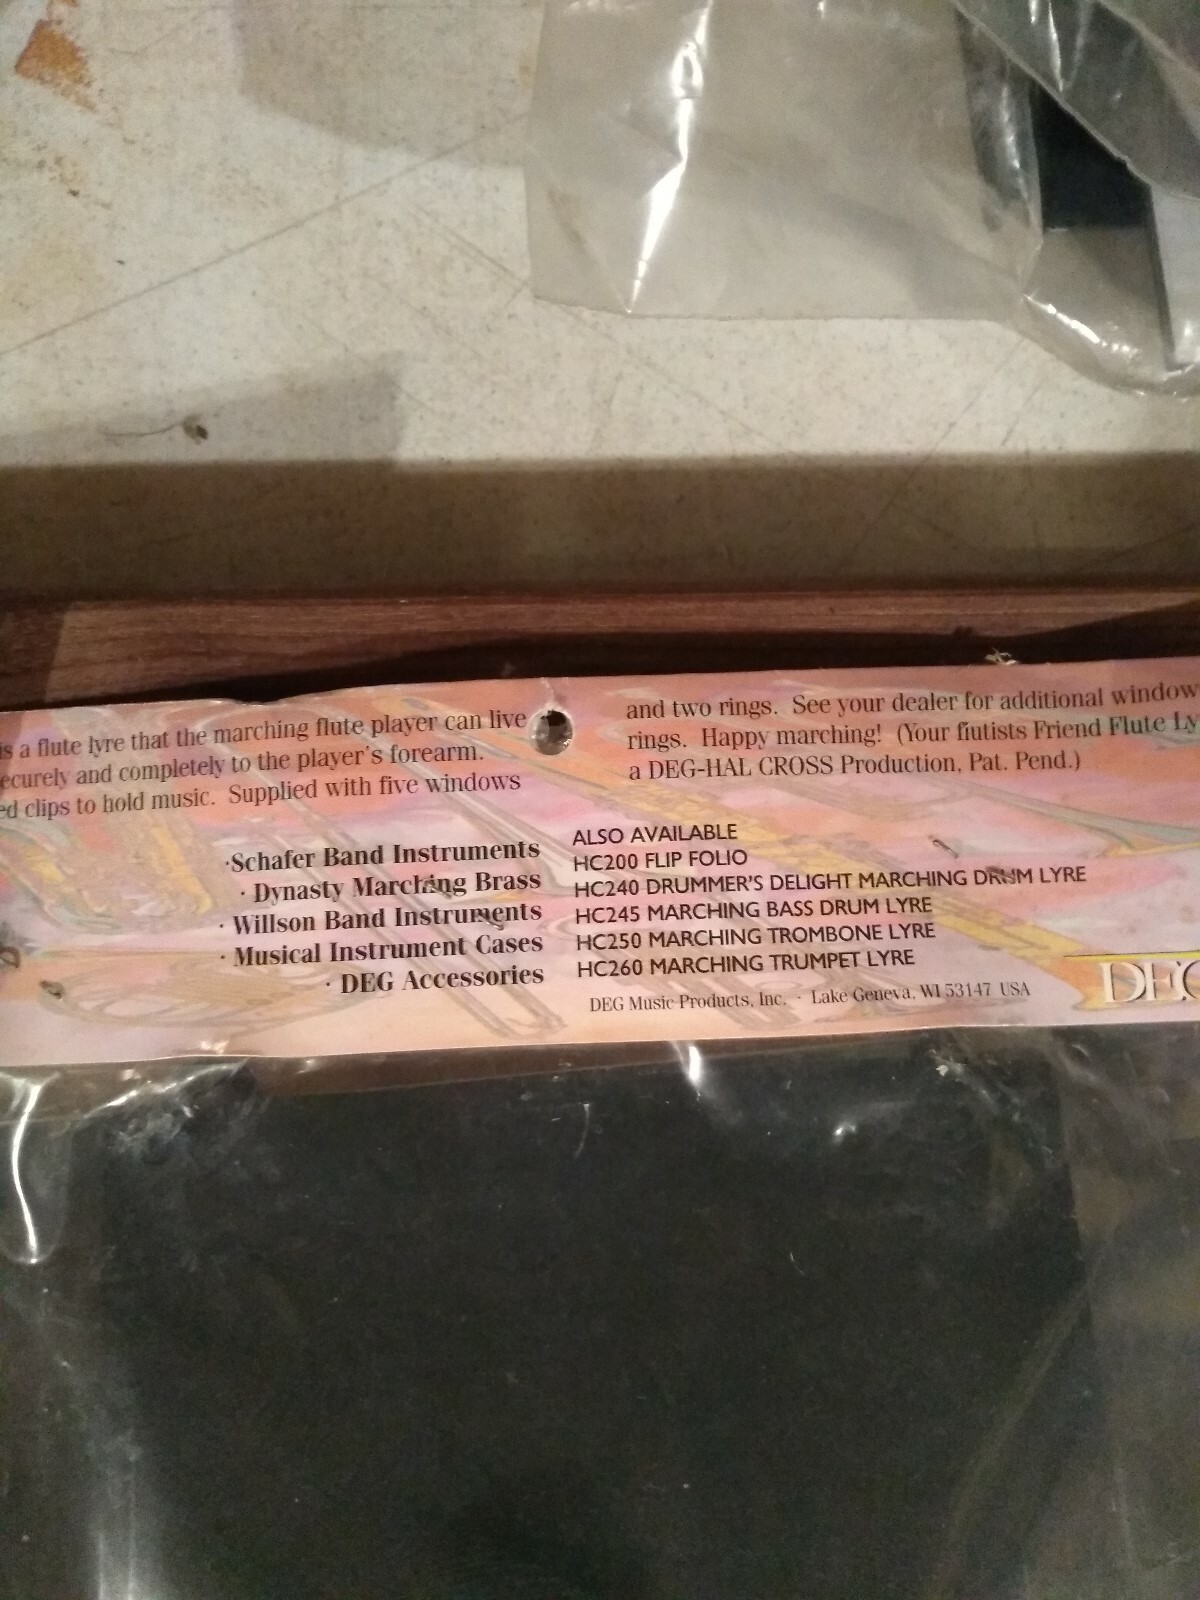 is a flute lyre that the marching flute player can live
ecurely and completely to the player's forearm.
ed clips to hold music. Supplied with five windows
and two rings. See your dealer for additional window
rings. Happy marching! (Your flutists Friend Flute Ly
a DEG-HAL CROSS Production, Pat. Pend.)
·Schafer Band Instruments
· Dynasty Marching Brass
· Willson Band Instruments
· Musical Instrument Cases
· DEG Accessories
ALSO AVAILABLE
HC200 FLIP FOLIO
HC240 DRUMMER'S DELIGHT MARCHING DRUM LYRE
HC245 MARCHING BASS DRUM LYRE
HC250 MARCHING TROMBONE LYRE
HC260 MARCHING TRUMPET LYRE
DEG Music Products, Inc. · Lake Geneva, WI 53147 USA
DEG